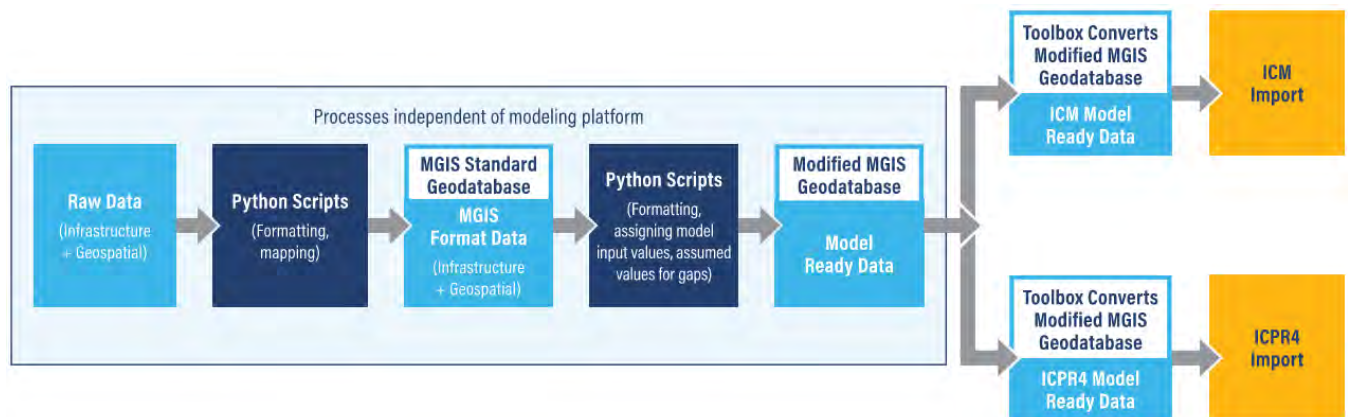 Processes independent of modeling platform
Raw Data
(Infrastructure
+ Geospatial)
Python Scripts
(Formatting,
mapping)
MGIS Standard
Geodatabase
MGIS
Format Data
(Infrastructure
+ Geospatial)
Python Scripts
(Formatting,
assigning model
input values, assumed
values for gaps)
Modified MGIS
Geodatabase
Model
Ready Data
Toolbox Converts
Modified MGIS
Geodatabase
ICM Model
Ready Data
ICM
Import
Toolbox Converts
Modified MGIS
Geodatabase
ICPR4 Model
Ready Data
ICPR4
Import